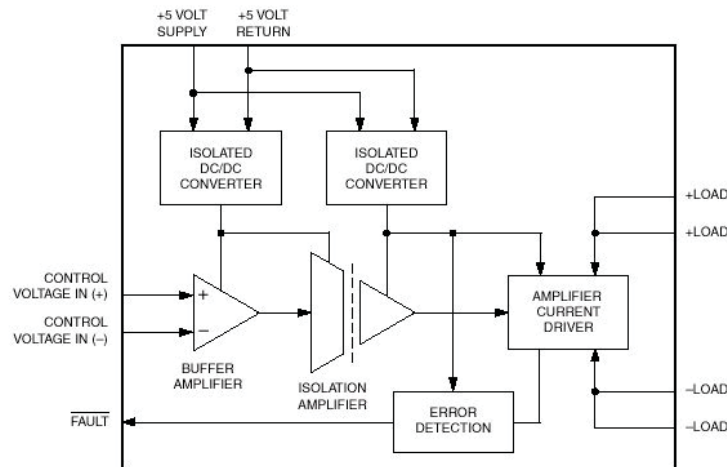 +5 VOLT
SUPPLY
+5 VOLT
RETURN
ISOLATED
DC/DC
CONVERTER
ISOLATED
DC/DC
CONVERTER
+LOAD
+LOAD
CONTROL
VOLTAGE IN (+)
+
CONTROL
VOLTAGE IN (–)
–
AMPLIFIER
CURRENT
DRIVER
BUFFER
AMPLIFIER
ISOLATION
AMPLIFIER
–LOAD
–LOAD
FAULT
ERROR
DETECTION